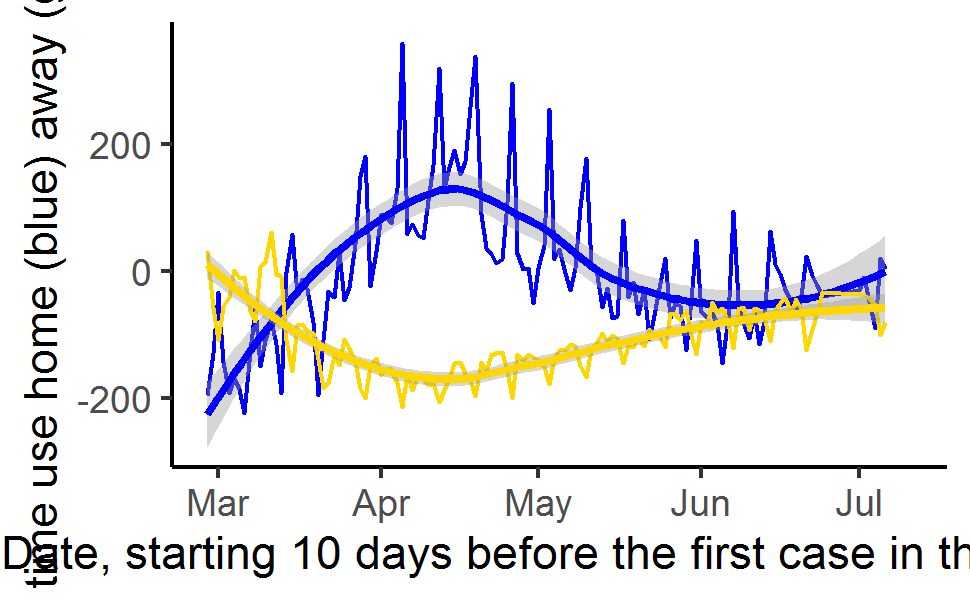 time use home (blue) away (g
200
0
-200
Mar Apr May Jun Jul
Date, starting 10 days before the first case in th